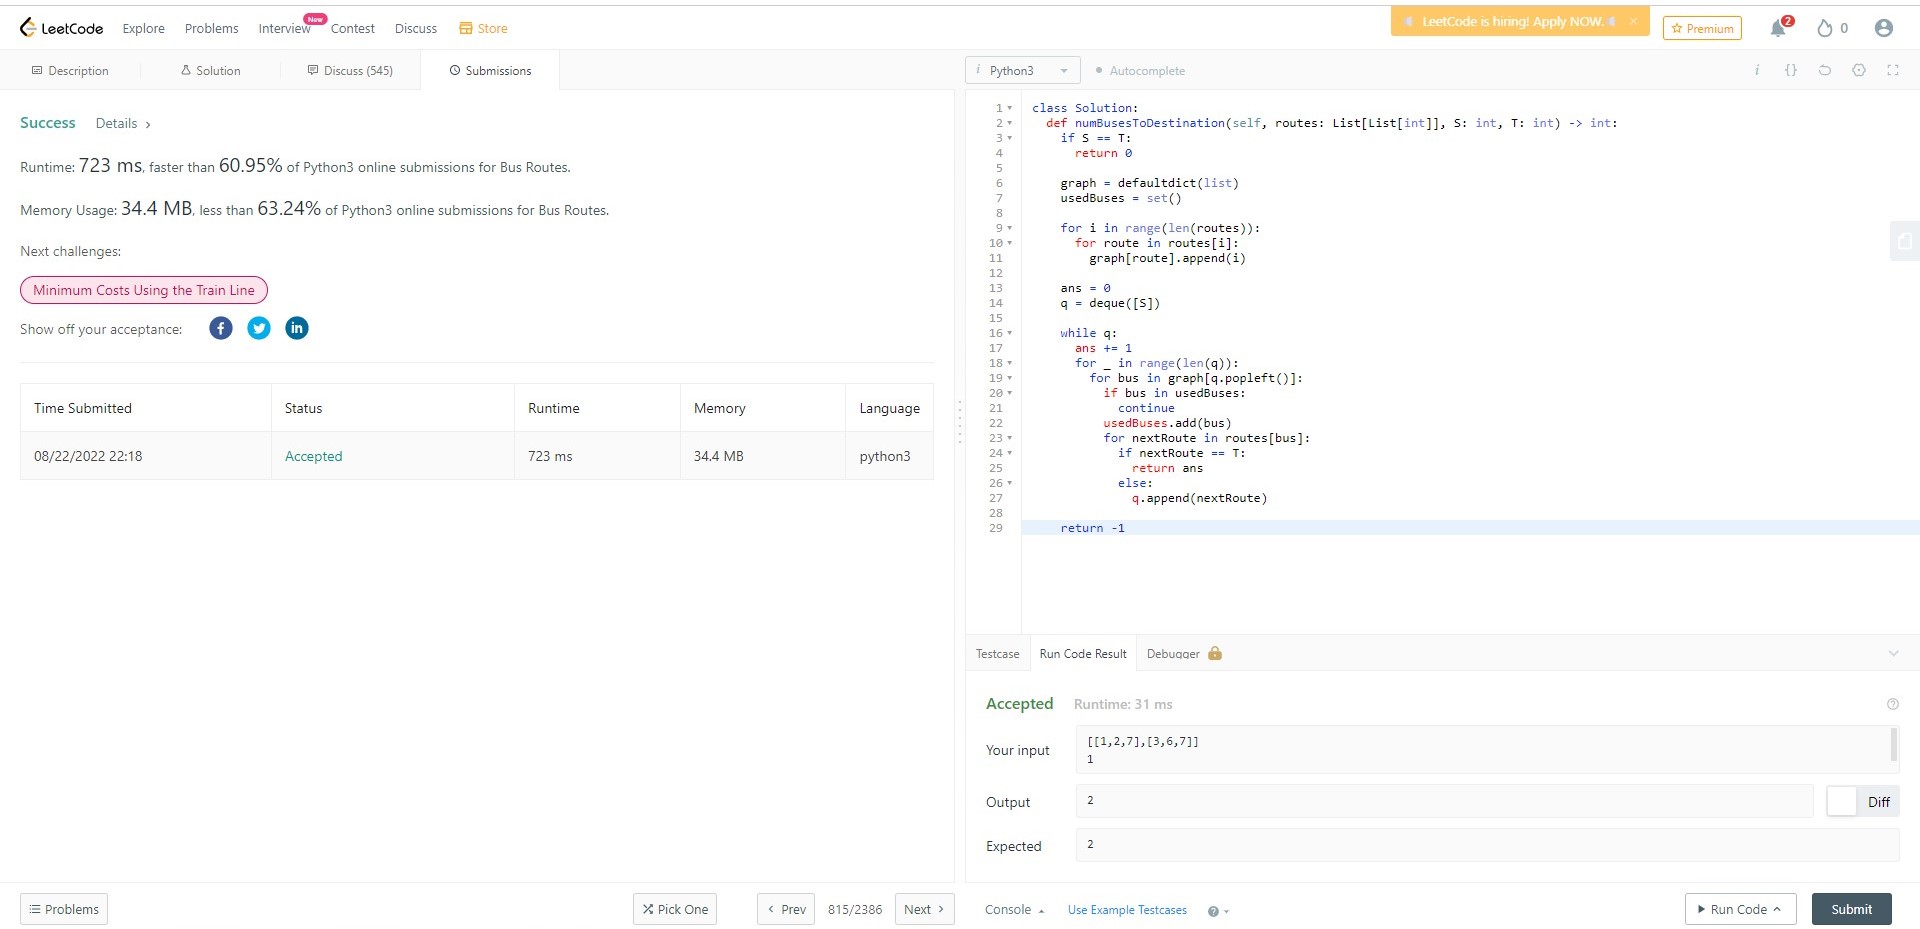 LeetCode Explore Problems Interview New Contest Discuss Store LeetCode is hiring! Apply NOW. × Premium 2 0
Description Solution Discuss (545) Submissions
i Python3 Autocomplete i {}
Success Details >
Runtime: 723 ms, faster than 60.95% of Python3 online submissions for Bus Routes.
Memory Usage: 34.4 MB, less than 63.24% of Python3 online submissions for Bus Routes.
Next challenges:
Minimum Costs Using the Train Line
Show off your acceptance:
Time Submitted Status Runtime Memory Language
08/22/2022 22:18 Accepted 723 ms 34.4 MB python3
1 class Solution:
2 def numBusesToDestination(self, routes: List[List[int]], S: int, T: int) -> int:
3 if S == T:
4 return 0
5
6 graph = defaultdict(list)
7 usedBuses = set()
8
9 for i in range(len(routes)):
10 for route in routes[i]:
11 graph[route].append(i)
12
13 ans = 0
14 q = deque([S])
15
16 while q:
17 ans += 1
18 for _ in range(len(q)):
19 for bus in graph[q.popleft()]:
20 if bus in usedBuses:
21 continue
22 usedBuses.add(bus)
23 for nextRoute in routes[bus]:
24 if nextRoute == T:
25 return ans
26 else:
27 q.append(nextRoute)
28
29 return -1
Testcase Run Code Result Debugger
Accepted Runtime: 31 ms
Your input
[[1,2,7],[3,6,7]]
1
Output 2 Diff
Expected 2
Problems Pick One < Prev 815/2386 Next > Console Use Example Testcases Run Code Submit